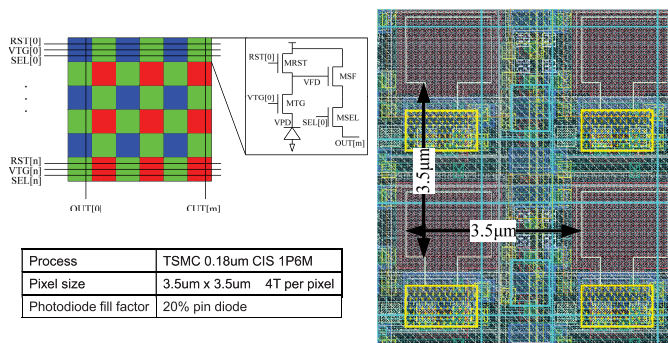 RST[0]
VTG[0]
SEL[0]
RST[n]
VTG[n]
SEL[n]
OUT[0]
OUT[m]
RST[0]
MRST
VFD
MSF
VTG[0]
MTG
VPD
SEL[0]
MSEL
OUT[m]
3.5μm
3.5μm
Process TSMC 0.18um CIS 1P6M
Pixel size 3.5um x 3.5um 4T per pixel
Photodiode fill factor 20% pin diode